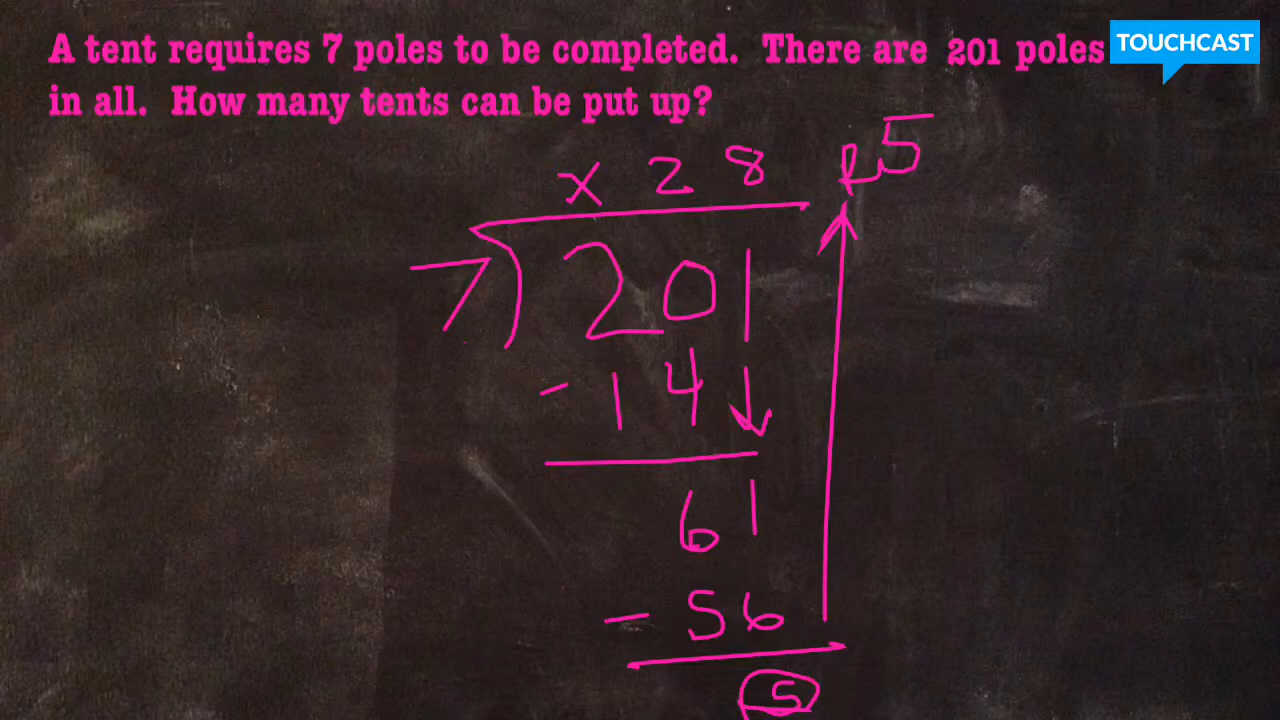 A tent requires 7 poles to be completed. There are 201 poles
in all. How many tents can be put up?
TOUCHCAST
x 2 8 R5
7)201
- 14
61
- 56
5